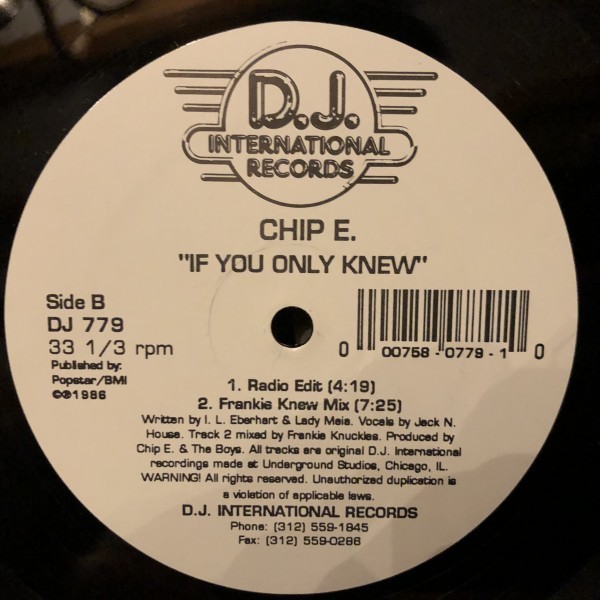 D.J.
INTERNATIONAL
RECORDS
CHIP E.
"IF YOU ONLY KNEW"
Side B
DJ 779
33 1/3 rpm
Published by:
Popstar/BMI
©℗1986
0 00758-0779-1 0
1. Radio Edit (4:19)
2. Frankie Knew Mix (7:25)
Written by I. L. Eberhart & Lady Maia. Vocals by Jack N.
House. Track 2 mixed by Frankie Knuckles. Produced by
Chip E. & The Boys. All tracks are original D.J. International
recordings made at Underground Studios, Chicago, IL.
WARNING! All rights reserved. Unauthorized duplication is
a violation of applicable laws.
D.J. INTERNATIONAL RECORDS
Phone: (312) 559-1845
Fax: (312) 559-0286